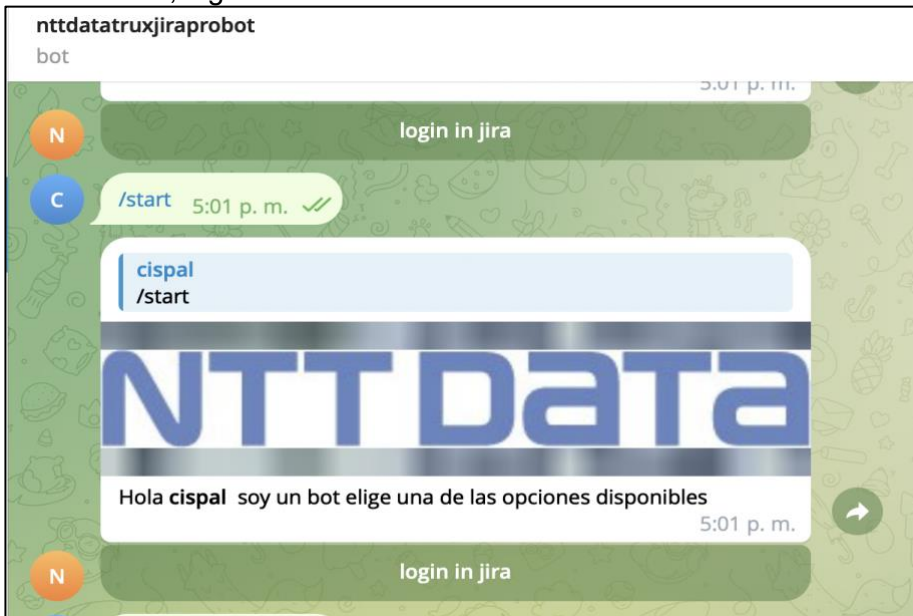 nttdatatruxjiraprobot
bot
5:01 p. m.
N
login in jira
C
/start 5:01 p. m.
cispal
/start
NTT DaTa
Hola cispal soy un bot elige una de las opciones disponibles
5:01 p. m.
N
login in jira